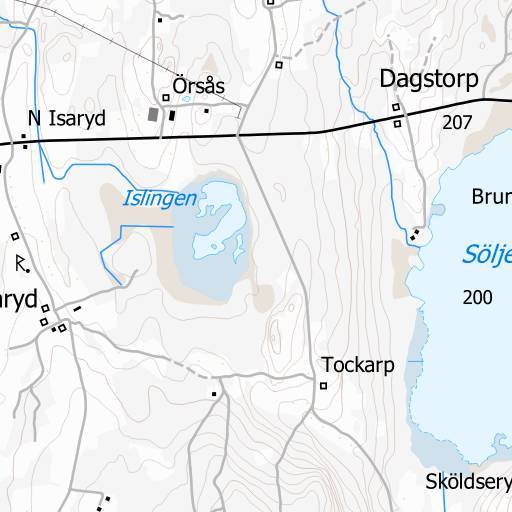 Örsås
Dagstorp
N Isaryd
207
Islingen
Brun
Sölje
200
aryd
Tockarp
Sköldsery